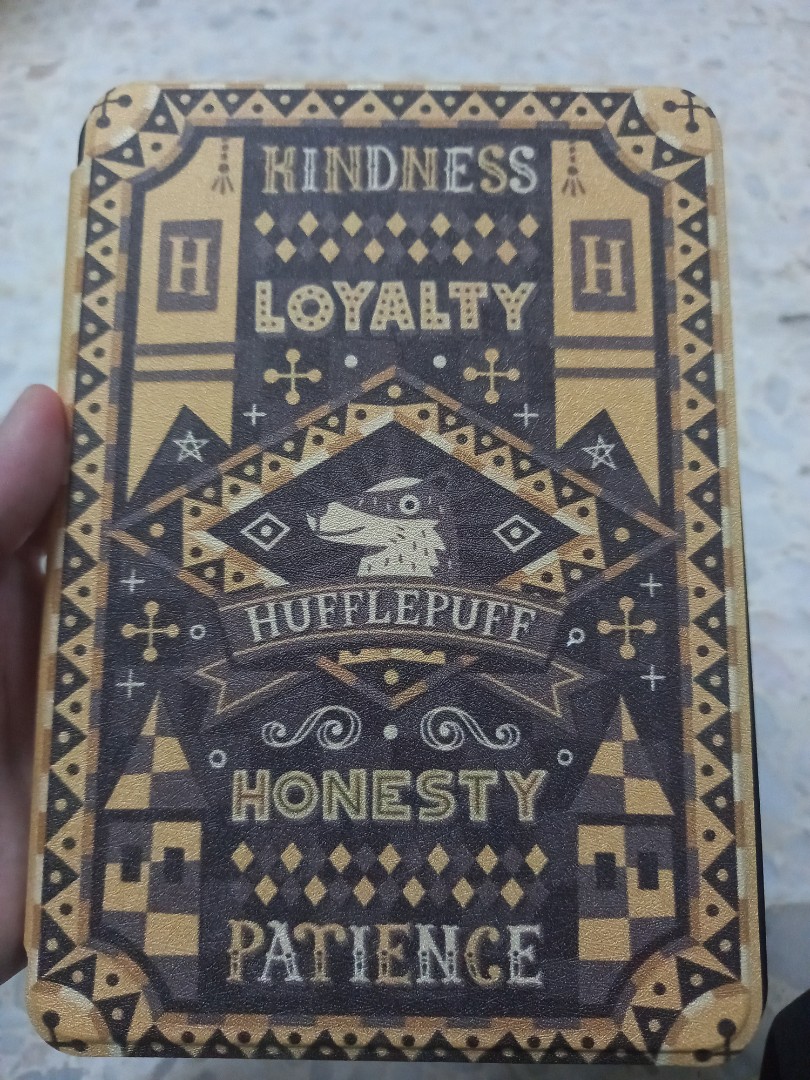 KINDNESS
H H
LOYALTY
HUFFLEPUFF
HONESTY
PATIENCE